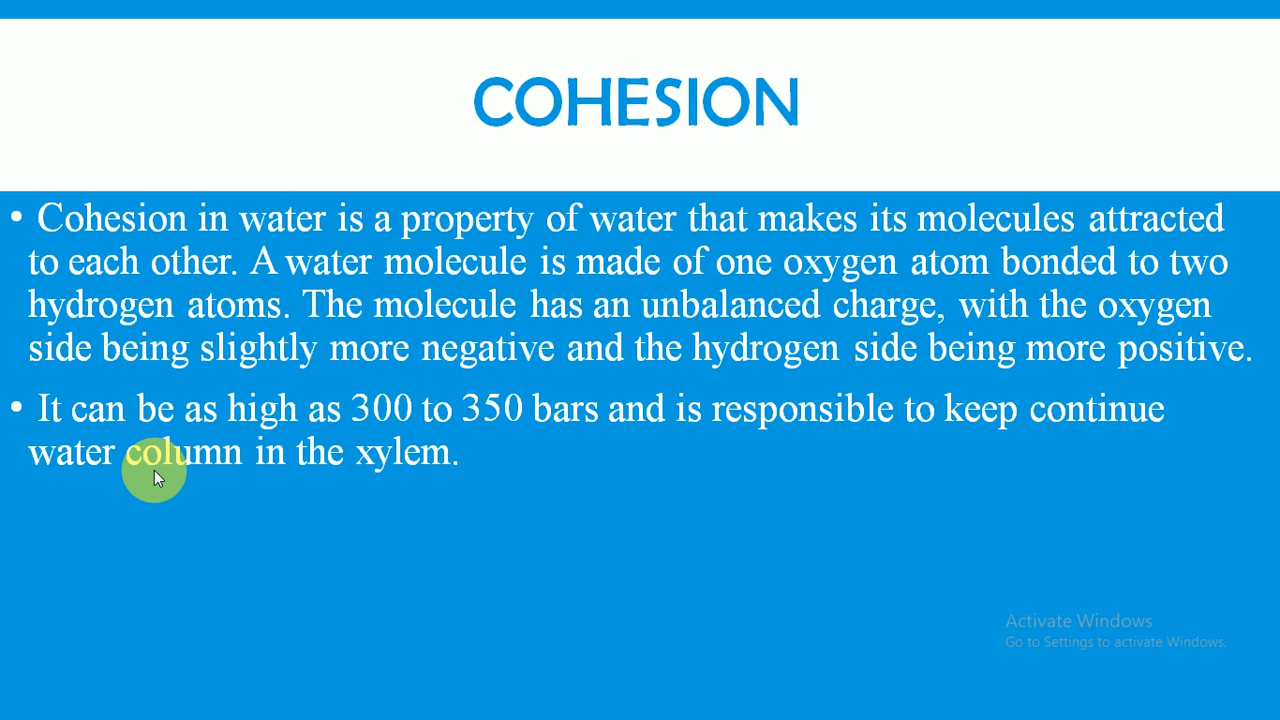 COHESION
• Cohesion in water is a property of water that makes its molecules attracted
to each other. A water molecule is made of one oxygen atom bonded to two
hydrogen atoms. The molecule has an unbalanced charge, with the oxygen
side being slightly more negative and the hydrogen side being more positive.
• It can be as high as 300 to 350 bars and is responsible to keep continue
water column in the xylem.
Activate Windows
Go to Settings to activate Windows.